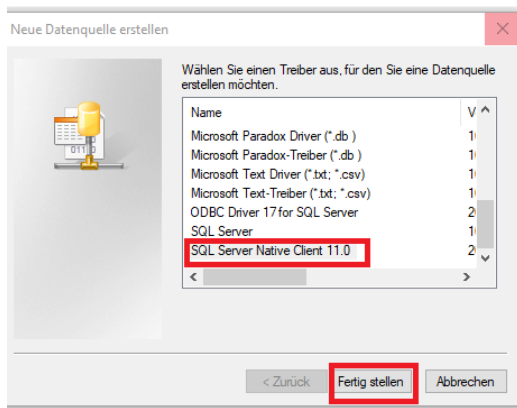 Neue Datenquelle erstellen
Wählen Sie einen Treiber aus, für den Sie eine Datenquelle
erstellen möchten.
Name
Microsoft Paradox Driver (*.db )
Microsoft Paradox-Treiber (*.db )
Microsoft Text Driver (*.txt; *.csv)
Microsoft Text-Treiber (*.txt; *.csv)
ODBC Driver 17 for SQL Server
SQL Server
SQL Server Native Client 11.0
< Zurück Fertig stellen Abbrechen